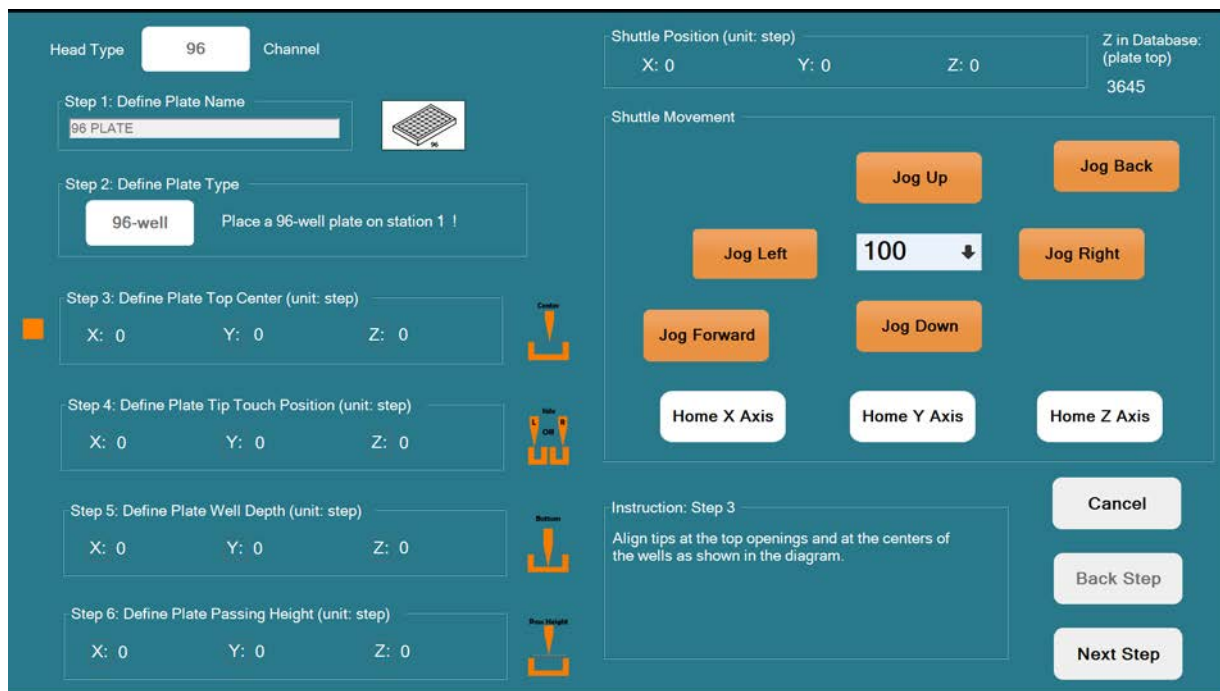 Head Type 96 Channel
Step 1: Define Plate Name
96 PLATE
96
Step 2: Define Plate Type
96-well Place a 96-well plate on station 1 !
Step 3: Define Plate Top Center (unit: step)
X: 0 Y: 0 Z: 0
Center
Step 4: Define Plate Tip Touch Position (unit: step)
X: 0 Y: 0 Z: 0
L OR R
Step 5: Define Plate Well Depth (unit: step)
X: 0 Y: 0 Z: 0
Bottom
Step 6: Define Plate Passing Height (unit: step)
X: 0 Y: 0 Z: 0
Pass Height
Shuttle Position (unit: step)
X: 0 Y: 0 Z: 0
Z in Database:
(plate top)
3645
Shuttle Movement
Jog Up
Jog Back
Jog Left
100
Jog Right
Jog Forward
Jog Down
Home X Axis
Home Y Axis
Home Z Axis
Instruction: Step 3
Align tips at the top openings and at the centers of
the wells as shown in the diagram.
Cancel
Back Step
Next Step